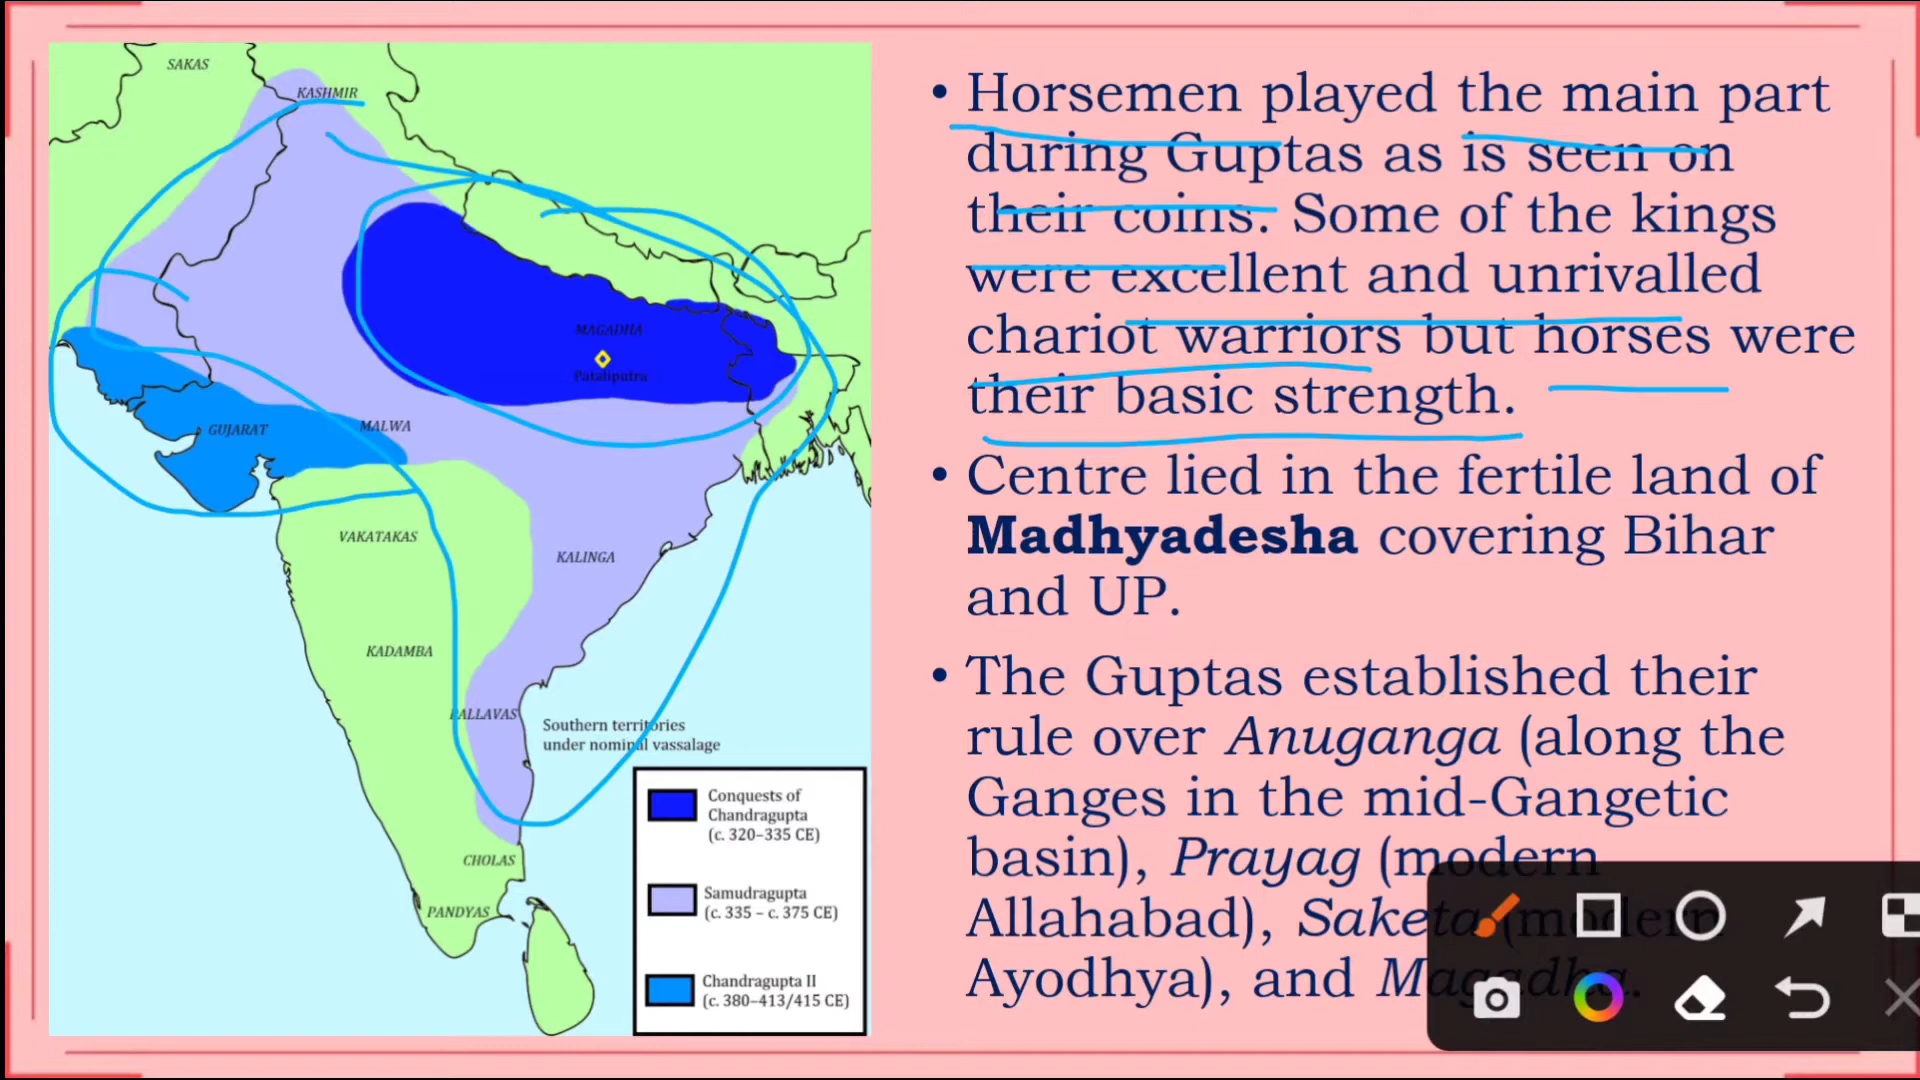 SAKAS
KASHMIR
MAGADHA
Pataliputra
MALWA
GUJARAT
VAKATAKAS
KALINGA
KADAMBA
PALLAVAS
Southern territories
under nominal vassalage
CHOLAS
PANDYAS
Conquests of
Chandragupta
(c. 320–335 CE)
Samudragupta
(c. 335 – c. 375 CE)
Chandragupta II
(c. 380–413/415 CE)
• Horsemen played the main part
during Guptas as is seen on
their coins. Some of the kings
were excellent and unrivalled
chariot warriors but horses were
their basic strength.
• Centre lied in the fertile land of
Madhyadesha covering Bihar
and UP.
• The Guptas established their
rule over Anuganga (along the
Ganges in the mid-Gangetic
basin), Prayag (modern
Allahabad), Saketa (modern
Ayodhya), and Magadha.